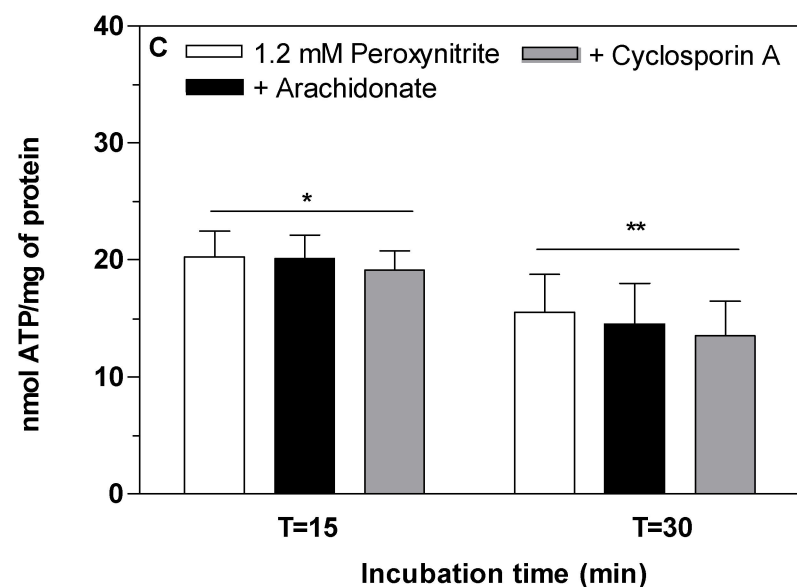 40
C 1.2 mM Peroxynitrite + Cyclosporin A
+ Arachidonate
30
nmol ATP/mg of protein
*
**
20
10
0
T=15 T=30
Incubation time (min)